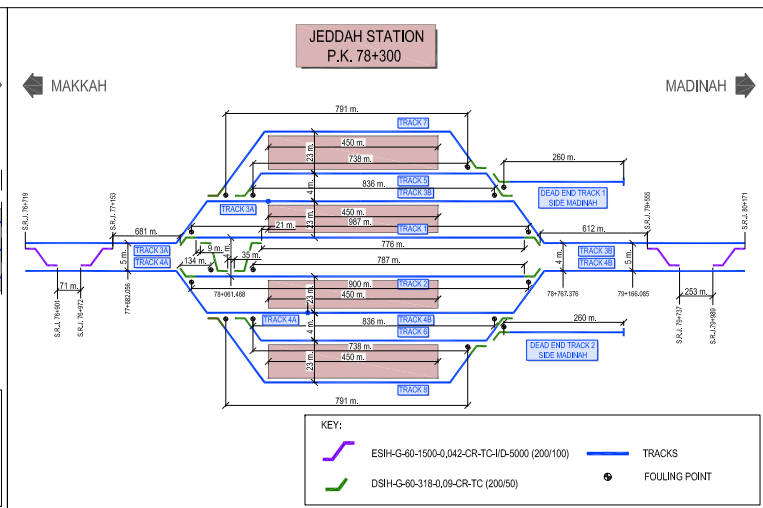 JEDDAH STATION
P.K. 78+300
MAKKAH
MADINAH
791 m.
TRACK 7
450 m.
23 m.
738 m.
260 m.
TRACK 5
4 m.
836 m.
TRACK 3B
DEAD END TRACK 1
SIDE MADINAH
S.R.J. 76+719
S.R.J. 77+153
TRACK 3A
450 m.
23 m.
S.R.J. 79+555
S.R.J. 80+171
681 m.
21 m.
987 m.
TRACK 1
612 m.
TRACK 3A
TRACK 4A
5 m.
9 m.
4 m.
35 m.
776 m.
4 m.
TRACK 3B
TRACK 4B
5 m.
134 m.
787 m.
71 m.
900 m.
TRACK 2
253 m.
S.R.J. 76+901
S.R.J. 76+972
77+682.056
78+061.468
23 m.
450 m.
78+767.376
79+166.085
S.R.J. 79+737
S.R.J. 79+989
TRACK 4A
4 m.
836 m.
TRACK 4B
TRACK 6
260 m.
738 m.
23 m.
450 m.
DEAD END TRACK 2
SIDE MADINAH
TRACK 8
791 m.
KEY:
ESIH-G-60-1500-0,042-CR-TC-I/D-5000 (200/100)
TRACKS
DSIH-G-60-318-0,09-CR-TC (200/50)
FOULING POINT